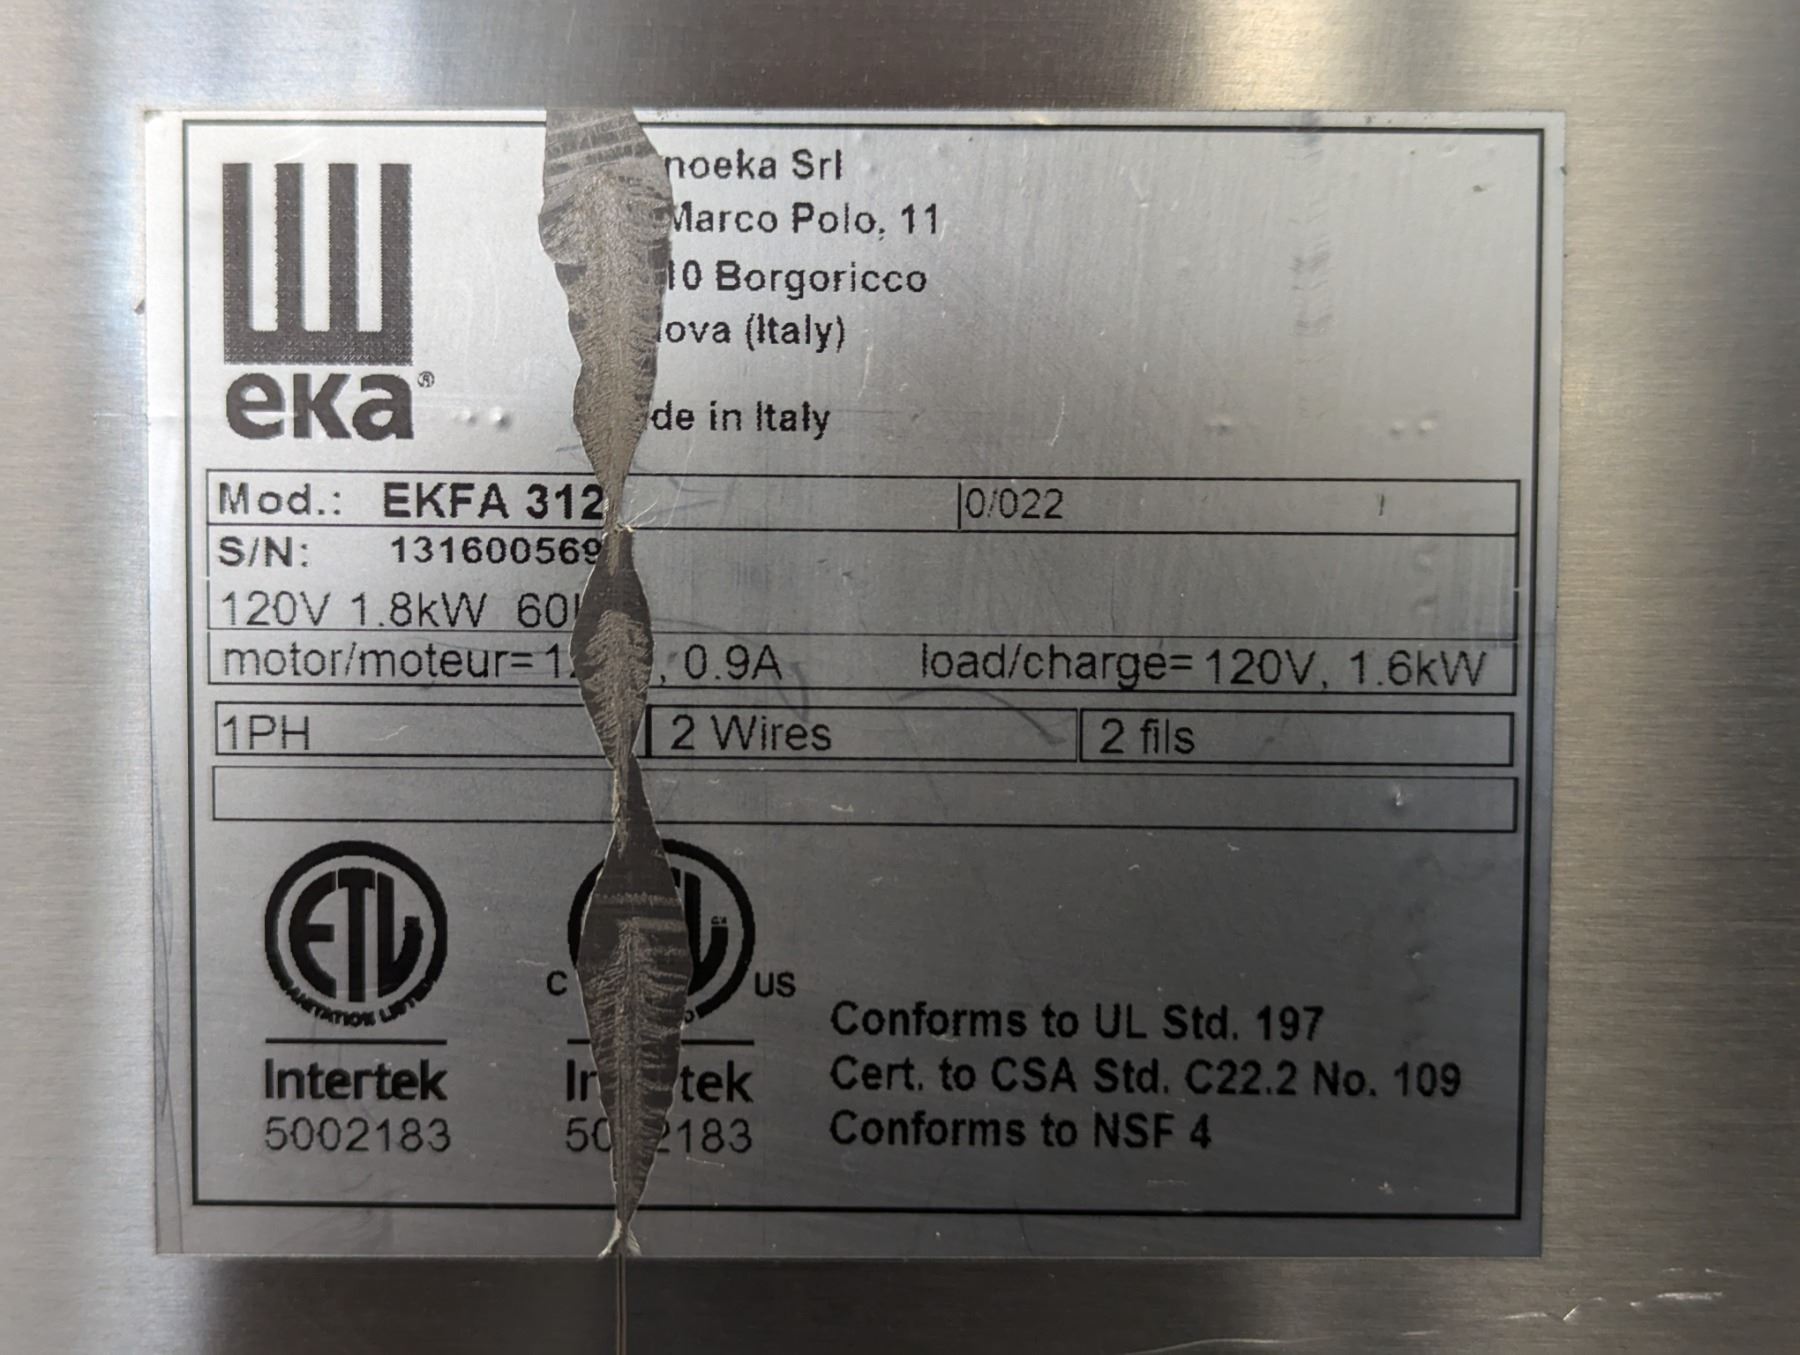 eka®
noeka Srl
Marco Polo, 11
10 Borgoricco
ova (Italy)
de in Italy
Mod.: EKFA 312 0/022
S/N: 131600569
120V 1.8kW 60
motor/moteur= 1 , 0.9A load/charge= 120V, 1.6kW
1PH 2 Wires 2 fils
ETL C US
SANITATION LISTED
Intertek In tek
5002183 50 2183
Conforms to UL Std. 197
Cert. to CSA Std. C22.2 No. 109
Conforms to NSF 4